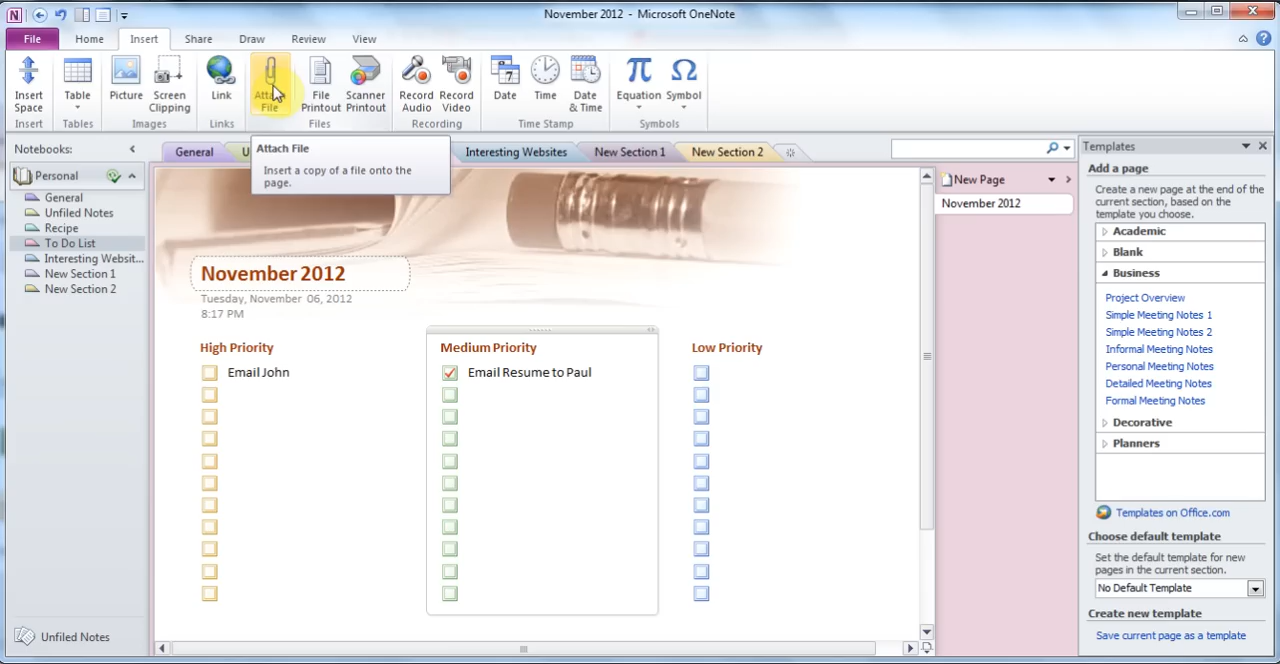 November 2012 - Microsoft OneNote
File Home Insert Share Draw Review View
Insert Space
Table
Picture
Screen Clipping
Link
File
File Printout
Scanner Printout
Record Audio
Record Video
Date
Time
Date & Time
Equation
Symbol
Insert Tables Images Links Files Recording Time Stamp Symbols
Notebooks:
General
Interesting Websites
New Section 1
New Section 2
Attach File
Insert a copy of a file onto the
page.
Personal
General
Unfiled Notes
Recipe
To Do List
Interesting Websit...
New Section 1
New Section 2
Unfiled Notes
November 2012
Tuesday, November 06, 2012
8:17 PM
High Priority
Email John
Medium Priority
Email Resume to Paul
Low Priority
New Page
November 2012
Templates
Add a page
Create a new page at the end of the
current section, based on the
template you choose.
Academic
Blank
Business
Project Overview
Simple Meeting Notes 1
Simple Meeting Notes 2
Informal Meeting Notes
Personal Meeting Notes
Detailed Meeting Notes
Formal Meeting Notes
Decorative
Planners
Templates on Office.com
Choose default template
Set the default template for new
pages in the current section.
No Default Template
Create new template
Save current page as a template